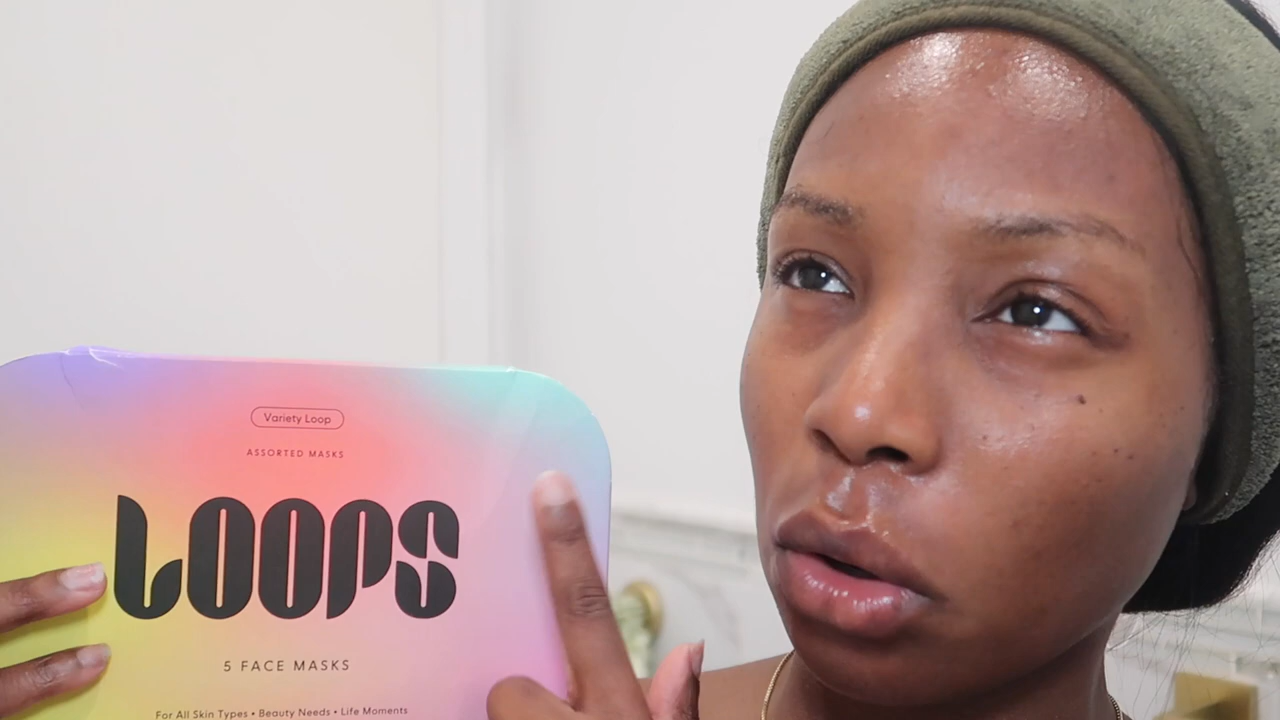 Variety Loop
ASSORTED MASKS
LOOPS
5 FACE MASKS
For All Skin Types • Beauty Needs • Life Moments